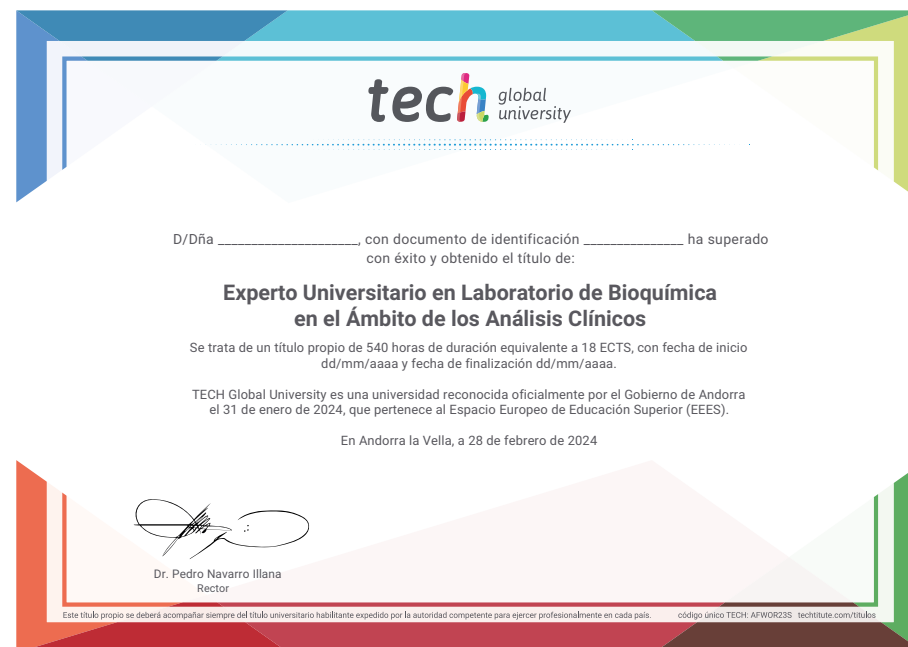 tech global university
D/Dña _____________________, con documento de identificación _______________ ha superado
con éxito y obtenido el título de:
Experto Universitario en Laboratorio de Bioquímica
en el Ámbito de los Análisis Clínicos
Se trata de un título propio de 540 horas de duración equivalente a 18 ECTS, con fecha de inicio
dd/mm/aaaa y fecha de finalización dd/mm/aaaa.
TECH Global University es una universidad reconocida oficialmente por el Gobierno de Andorra
el 31 de enero de 2024, que pertenece al Espacio Europeo de Educación Superior (EEES).
En Andorra la Vella, a 28 de febrero de 2024
Dr. Pedro Navarro Illana
Rector
Este título propio se deberá acompañar siempre del título universitario habilitante expedido por la autoridad competente para ejercer profesionalmente en cada país. código único TECH: AFWOR23S techtitute.com/titulos